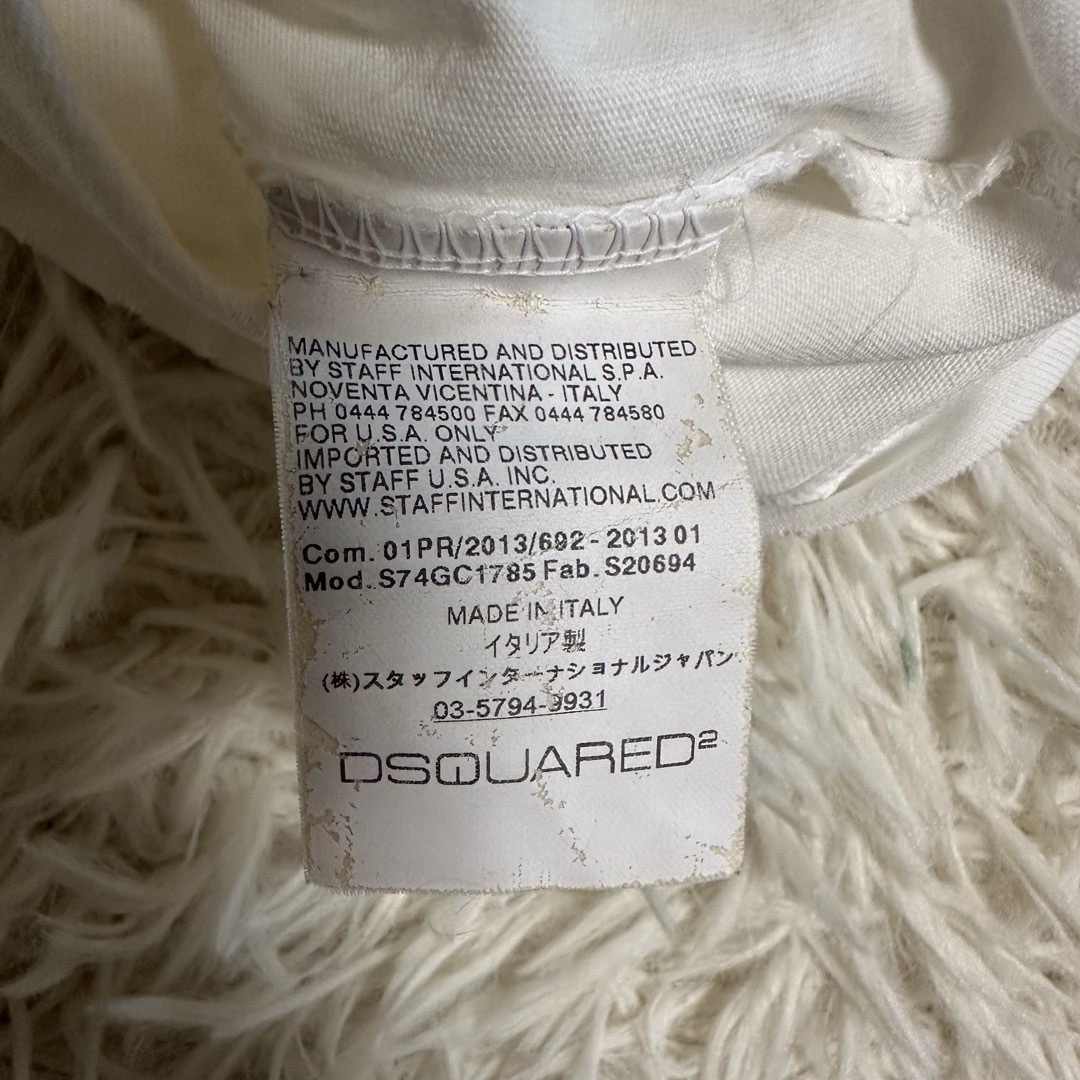 MANUFACTURED AND DISTRIBUTED
BY STAFF INTERNATIONAL S.P.A.
NOVENTA VICENTINA - ITALY
PH 0444 784500 FAX 0444 784580
FOR U.S.A. ONLY
IMPORTED AND DISTRIBUTED
BY STAFF U.S.A. INC.
WWW.STAFFINTERNATIONAL.COM
Com. 01PR/2013/692 - 2013 01
Mod. S74GC1785 Fab. S20694
MADE IN ITALY
イタリア製
(株)スタッフインターナショナルジャパン
03-5794-9931
DSQUARED²